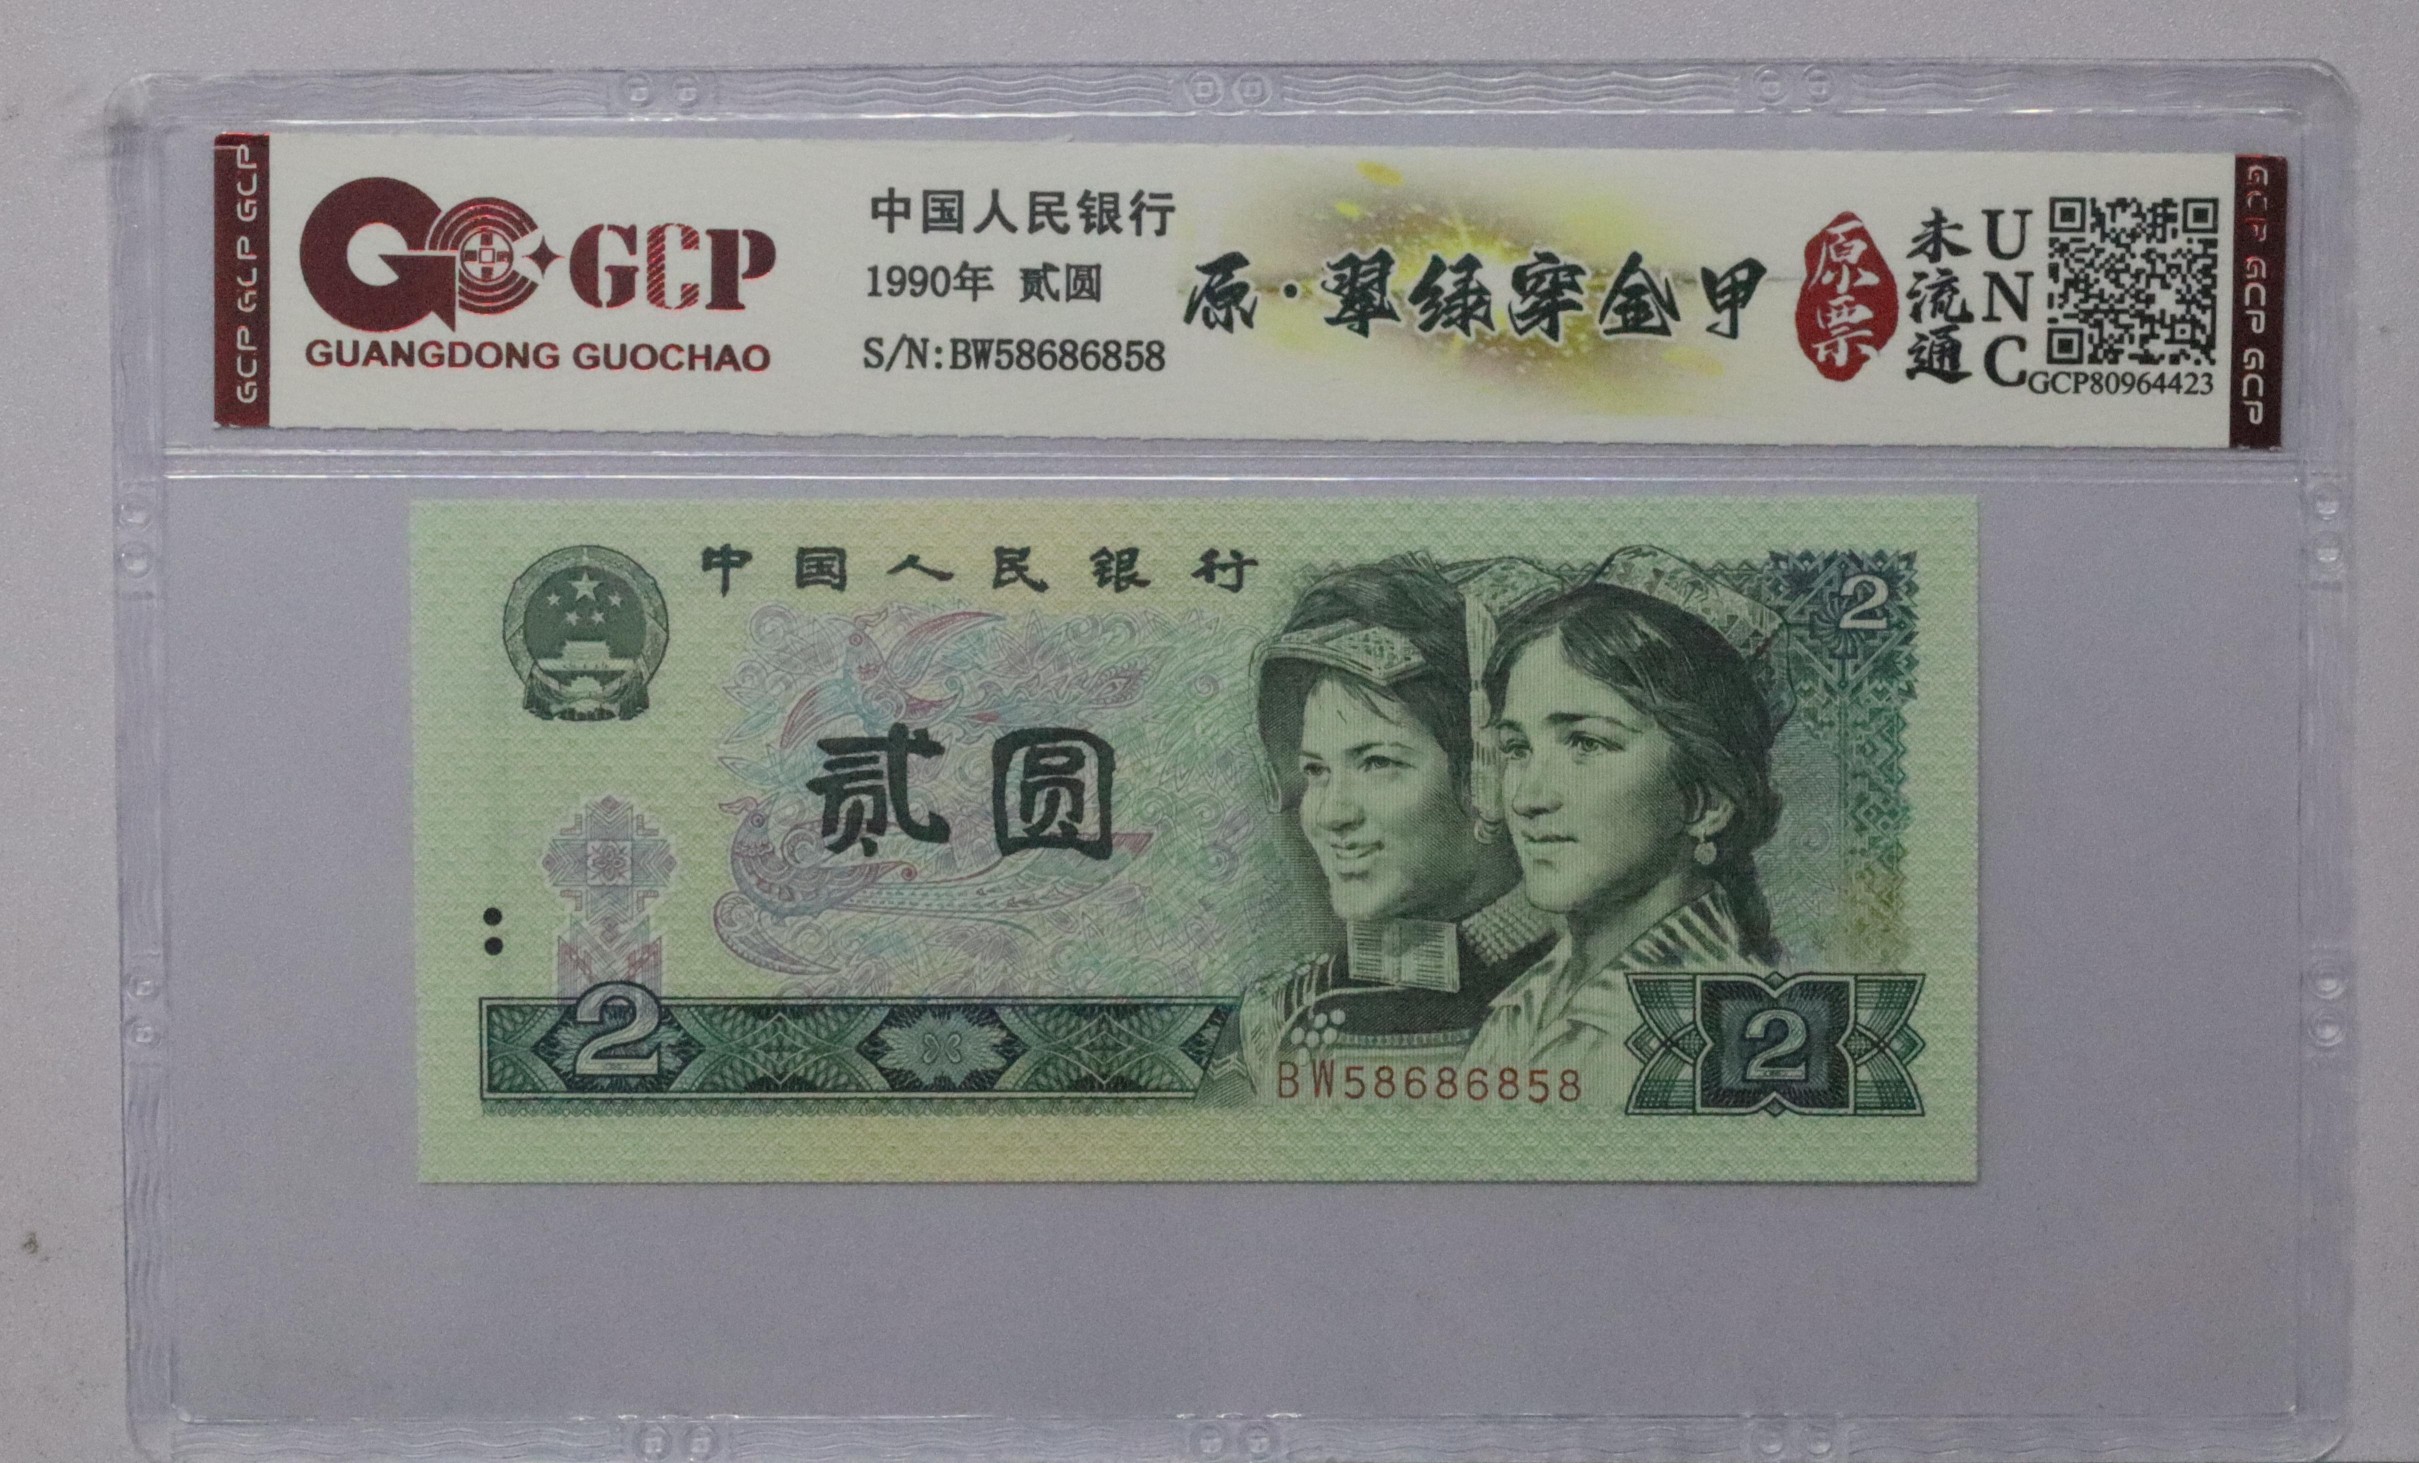 GCP GCP GCP
GCP
GUANGDONG GUOCHAO
中国人民银行
1990年 贰圆
S/N:BW58686858
原·翠绿穿金甲
原票
未流通
UNC
GCP80964423
GCP GCP GCP
中国人民银行
2
贰圆
2
BW58686858
2